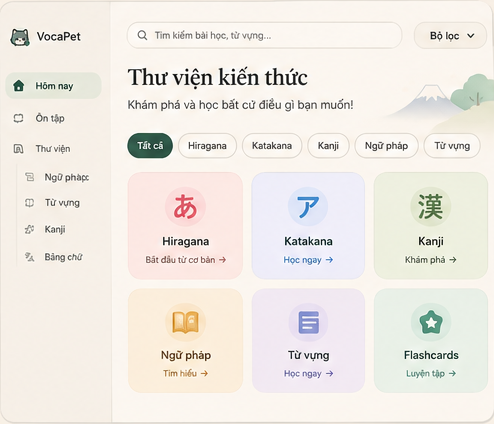 VocaPet
Tìm kiếm bài học, từ vựng...
Bộ lọc
Hôm nay
Ôn tập
Thư viện
Ngữ pháp
Từ vựng
Kanji
Bảng chữ
Thư viện kiến thức
Khám phá và học bất cứ điều gì bạn muốn!
Tất cả
Hiragana
Katakana
Kanji
Ngữ pháp
Từ vựng
あ
Hiragana
Bắt đầu từ cơ bản →
ア
Katakana
Học ngay →
漢
Kanji
Khám phá →
Ngữ pháp
Tìm hiểu →
Từ vựng
Học ngay →
Flashcards
Luyện tập →